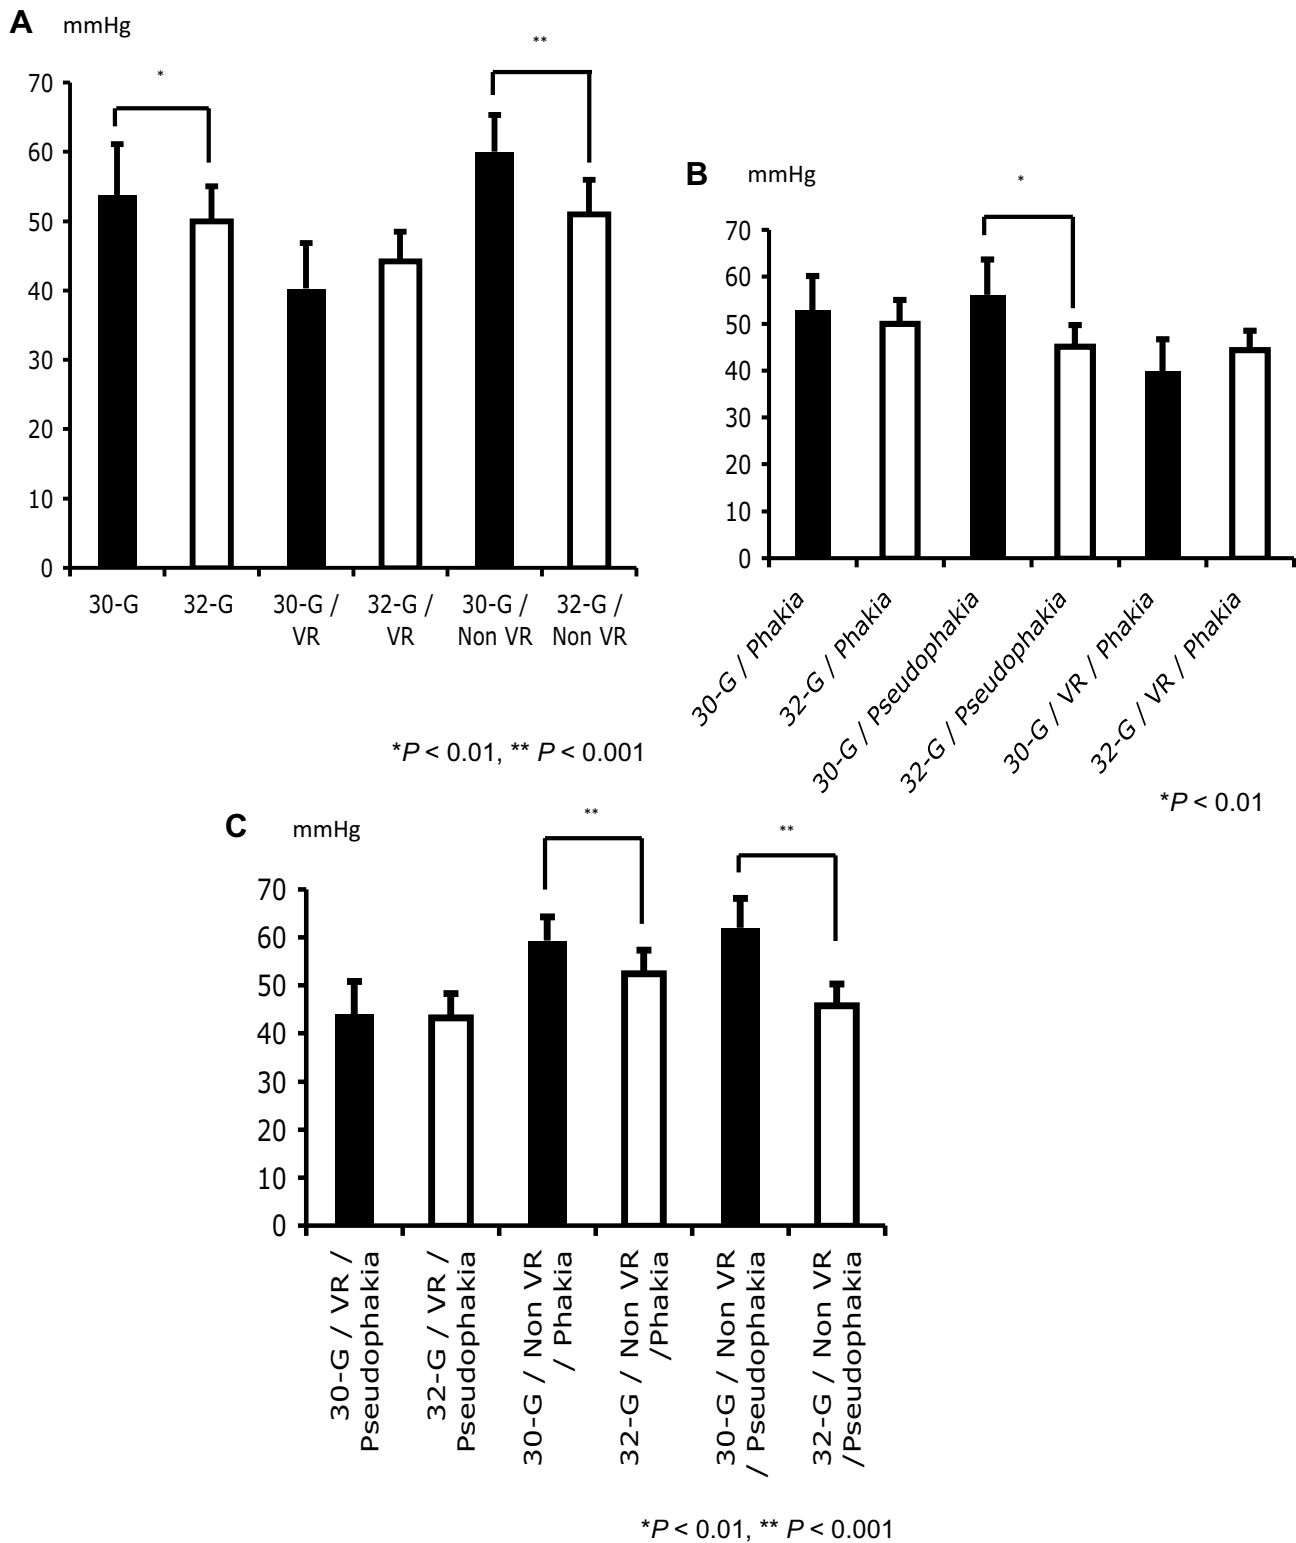 A mmHg
*
**
70
60
50
40
30
20
10
0
30-G
32-G
30-G /
VR
32-G /
VR
30-G /
Non VR
32-G /
Non VR
*P < 0.01, ** P < 0.001
B mmHg
*
70
60
50
40
30
20
10
0
30-G / Phakia
32-G / Phakia
30-G / Pseudophakia
32-G / Pseudophakia
30-G / VR / Phakia
32-G / VR / Phakia
*P < 0.01
C mmHg
**
**
70
60
50
40
30
20
10
0
30-G / VR /
Pseudophakia
32-G / VR /
Pseudophakia
30-G / Non VR
/ Phakia
32-G / Non VR
/Phakia
30-G / Non VR
/ Pseudophakia
32-G / Non VR
/Pseudophakia
*P < 0.01, ** P < 0.001